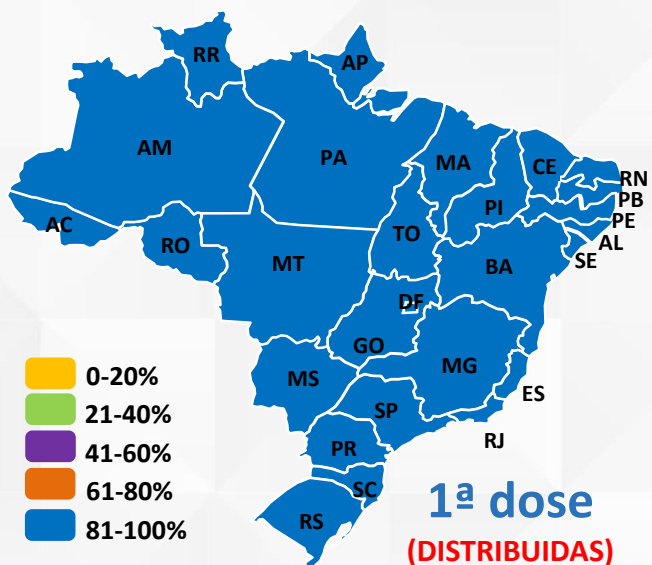 RR
AP
AM
PA
MA
CE
RN
PB
PE
AL
SE
PI
AC
RO
TO
MT
BA
DF
GO
MG
MS
ES
SP
RJ
PR
SC
RS
0-20%
21-40%
41-60%
61-80%
81-100%
1ª dose
(DISTRIBUIDAS)